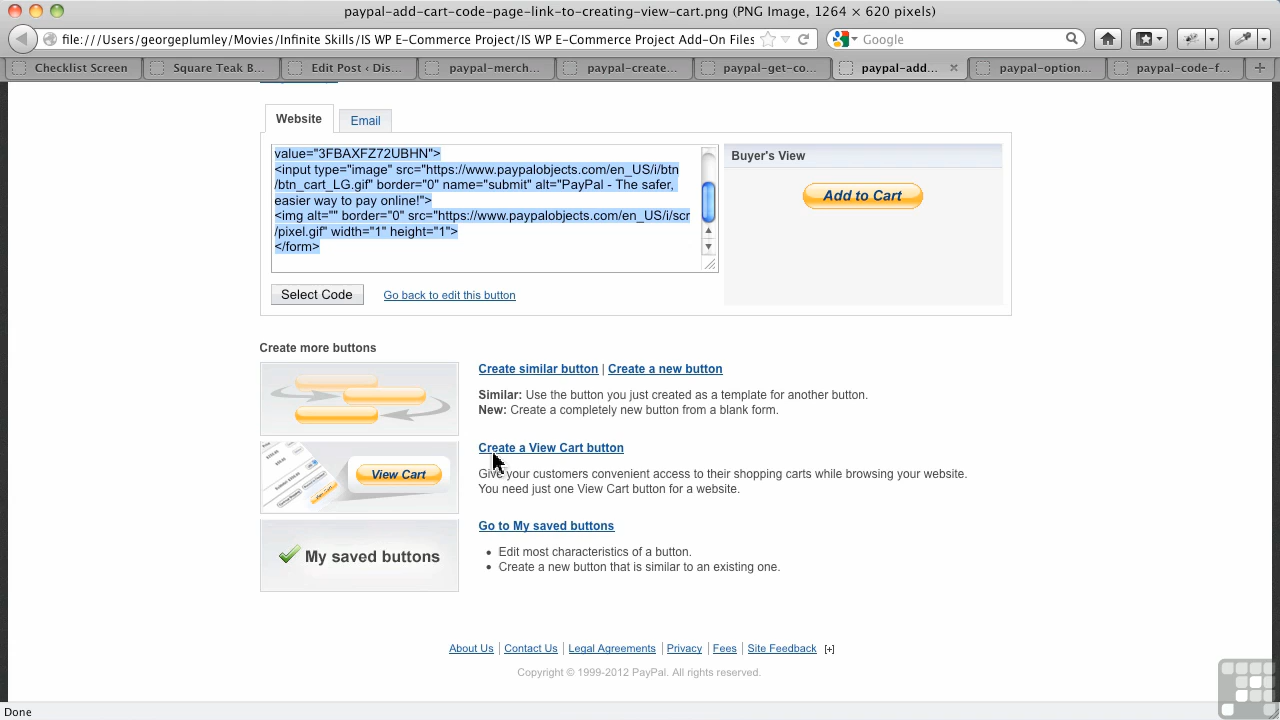 paypal-add-cart-code-page-link-to-creating-view-cart.png (PNG Image, 1264 × 620 pixels)
file:///Users/georgeplumley/Movies/Infinite Skills/IS WP E-Commerce Project/IS WP E-Commerce Project Add-On Files
Google
Checklist Screen
Square Teak B...
Edit Post ‹ Dis...
paypal-merch...
paypal-create...
paypal-get-co...
paypal-add...
paypal-option...
paypal-code-f...
Website
Email
value="3FBAXFZ72UBHN">
<input type="image" src="https://www.paypalobjects.com/en_US/i/btn
/btn_cart_LG.gif" border="0" name="submit" alt="PayPal - The safer,
easier way to pay online!">
<img alt="" border="0" src="https://www.paypalobjects.com/en_US/i/scr
/pixel.gif" width="1" height="1">
</form>
Buyer's View
Add to Cart
Select Code
Go back to edit this button
Create more buttons
Create similar button | Create a new button
Similar: Use the button you just created as a template for another button.
New: Create a completely new button from a blank form.
View Cart
Create a View Cart button
Give your customers convenient access to their shopping carts while browsing your website.
You need just one View Cart button for a website.
My saved buttons
Go to My saved buttons
• Edit most characteristics of a button.
• Create a new button that is similar to an existing one.
About Us | Contact Us | Legal Agreements | Privacy | Fees | Site Feedback [+]
Copyright © 1999-2012 PayPal. All rights reserved.
Done